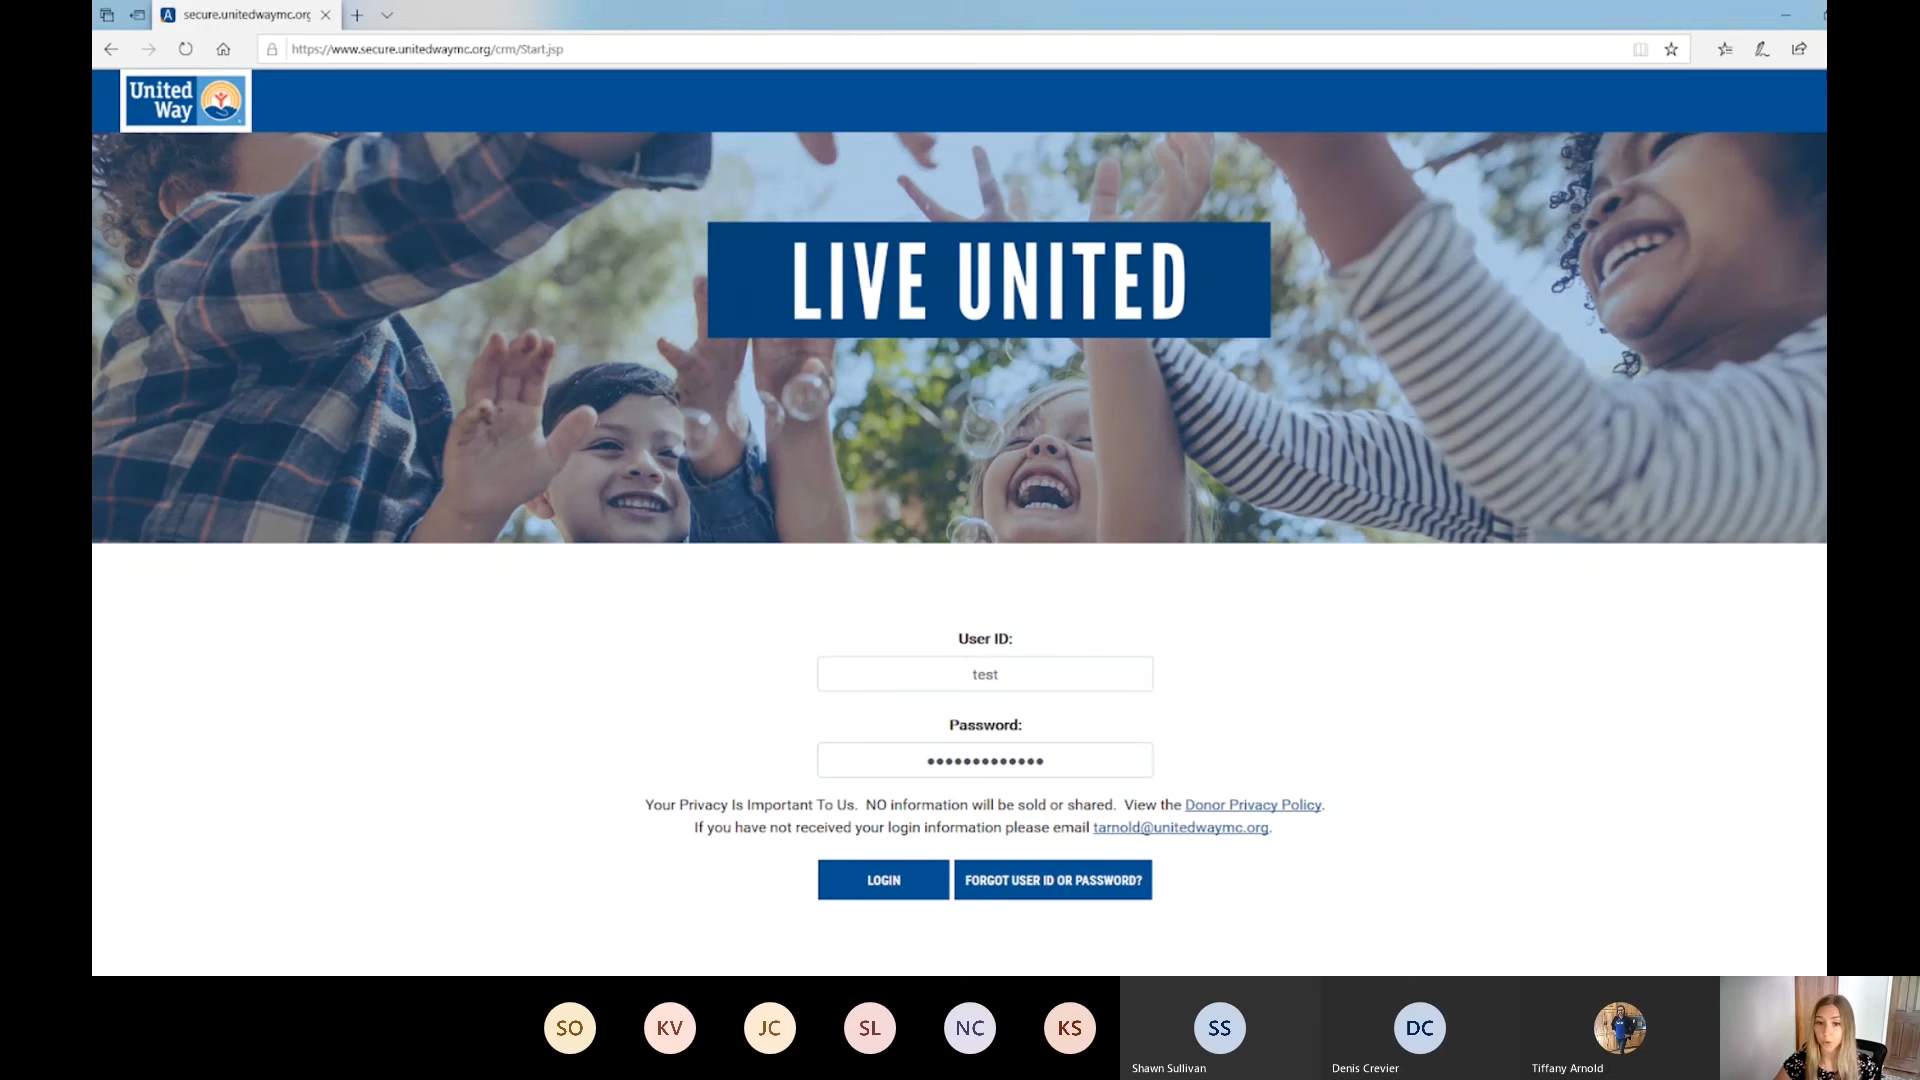 secure.unitedwaymc.org
https://www.secure.unitedwaymc.org/crm/Start.jsp
United
Way
LIVE UNITED
User ID:
test
Password:
•••••••••••••
Your Privacy Is Important To Us. NO information will be sold or shared. View the Donor Privacy Policy.
If you have not received your login information please email tarnold@unitedwaymc.org.
LOGIN
FORGOT USER ID OR PASSWORD?
SO
KV
JC
SL
NC
KS
SS
DC
Shawn Sullivan
Denis Crevier
Tiffany Arnold